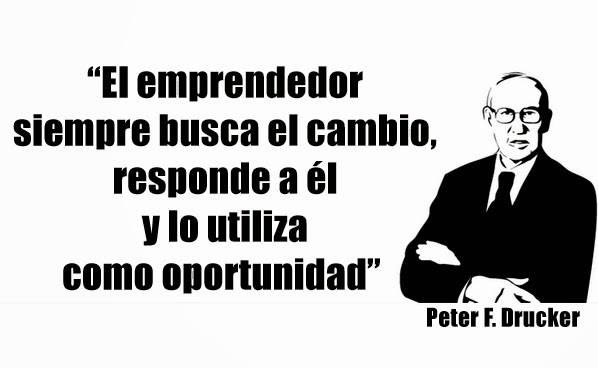 “El emprendedor
siempre busca el cambio,
responde a él
y lo utiliza
como oportunidad”
Peter F. Drucker